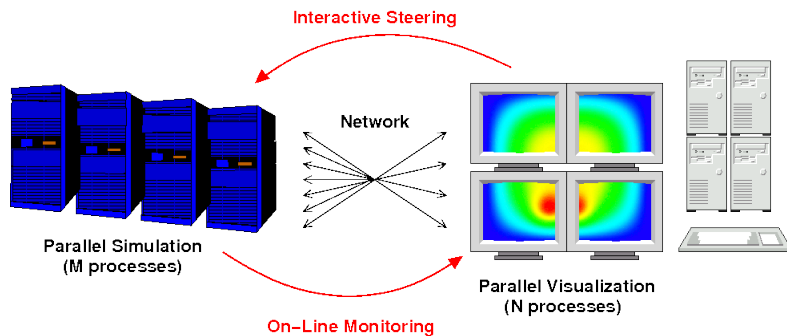 Interactive Steering
Network
Parallel Simulation
(M processes)
Parallel Visualization
(N processes)
On−Line Monitoring